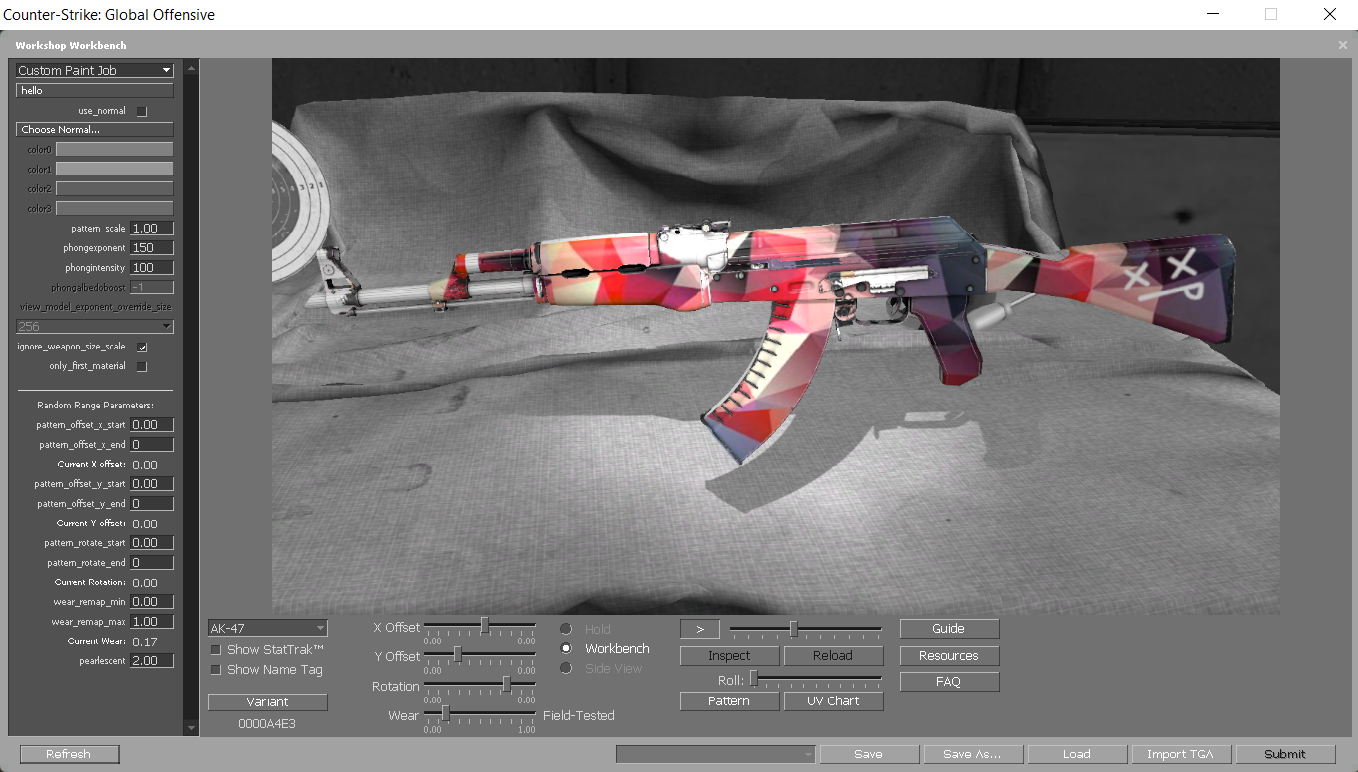 Counter-Strike: Global Offensive
Workshop Workbench
Custom Paint Job
hello
use_normal
Choose Normal...
color0
color1
color2
color3
pattern_scale 1.00
phongexponent 150
phongintensity 100
phongalbedoboost -1
view_model_exponent_override_size
256
ignore_weapon_size_scale
only_first_material
Random Range Parameters:
pattern_offset_x_start 0.00
pattern_offset_x_end 0
Current X offset: 0.00
pattern_offset_y_start 0.00
pattern_offset_y_end 0
Current Y offset: 0.00
pattern_rotate_start 0.00
pattern_rotate_end 0
Current Rotation: 0.00
wear_remap_min 0.00
wear_remap_max 1.00
Current Wear: 0.17
pearlescent 2.00
AK-47
Show StatTrak™
Show Name Tag
Variant
0000A4E3
X Offset
0.00 0.00
Y Offset
0.00 0.00
Rotation
0.00 0.00
Wear Field-Tested
0.00 1.00
Hold
Workbench
Side View
>
Inspect Reload
Roll:
Pattern UV Chart
Guide
Resources
FAQ
Refresh Save Save As... Load Import TGA Submit